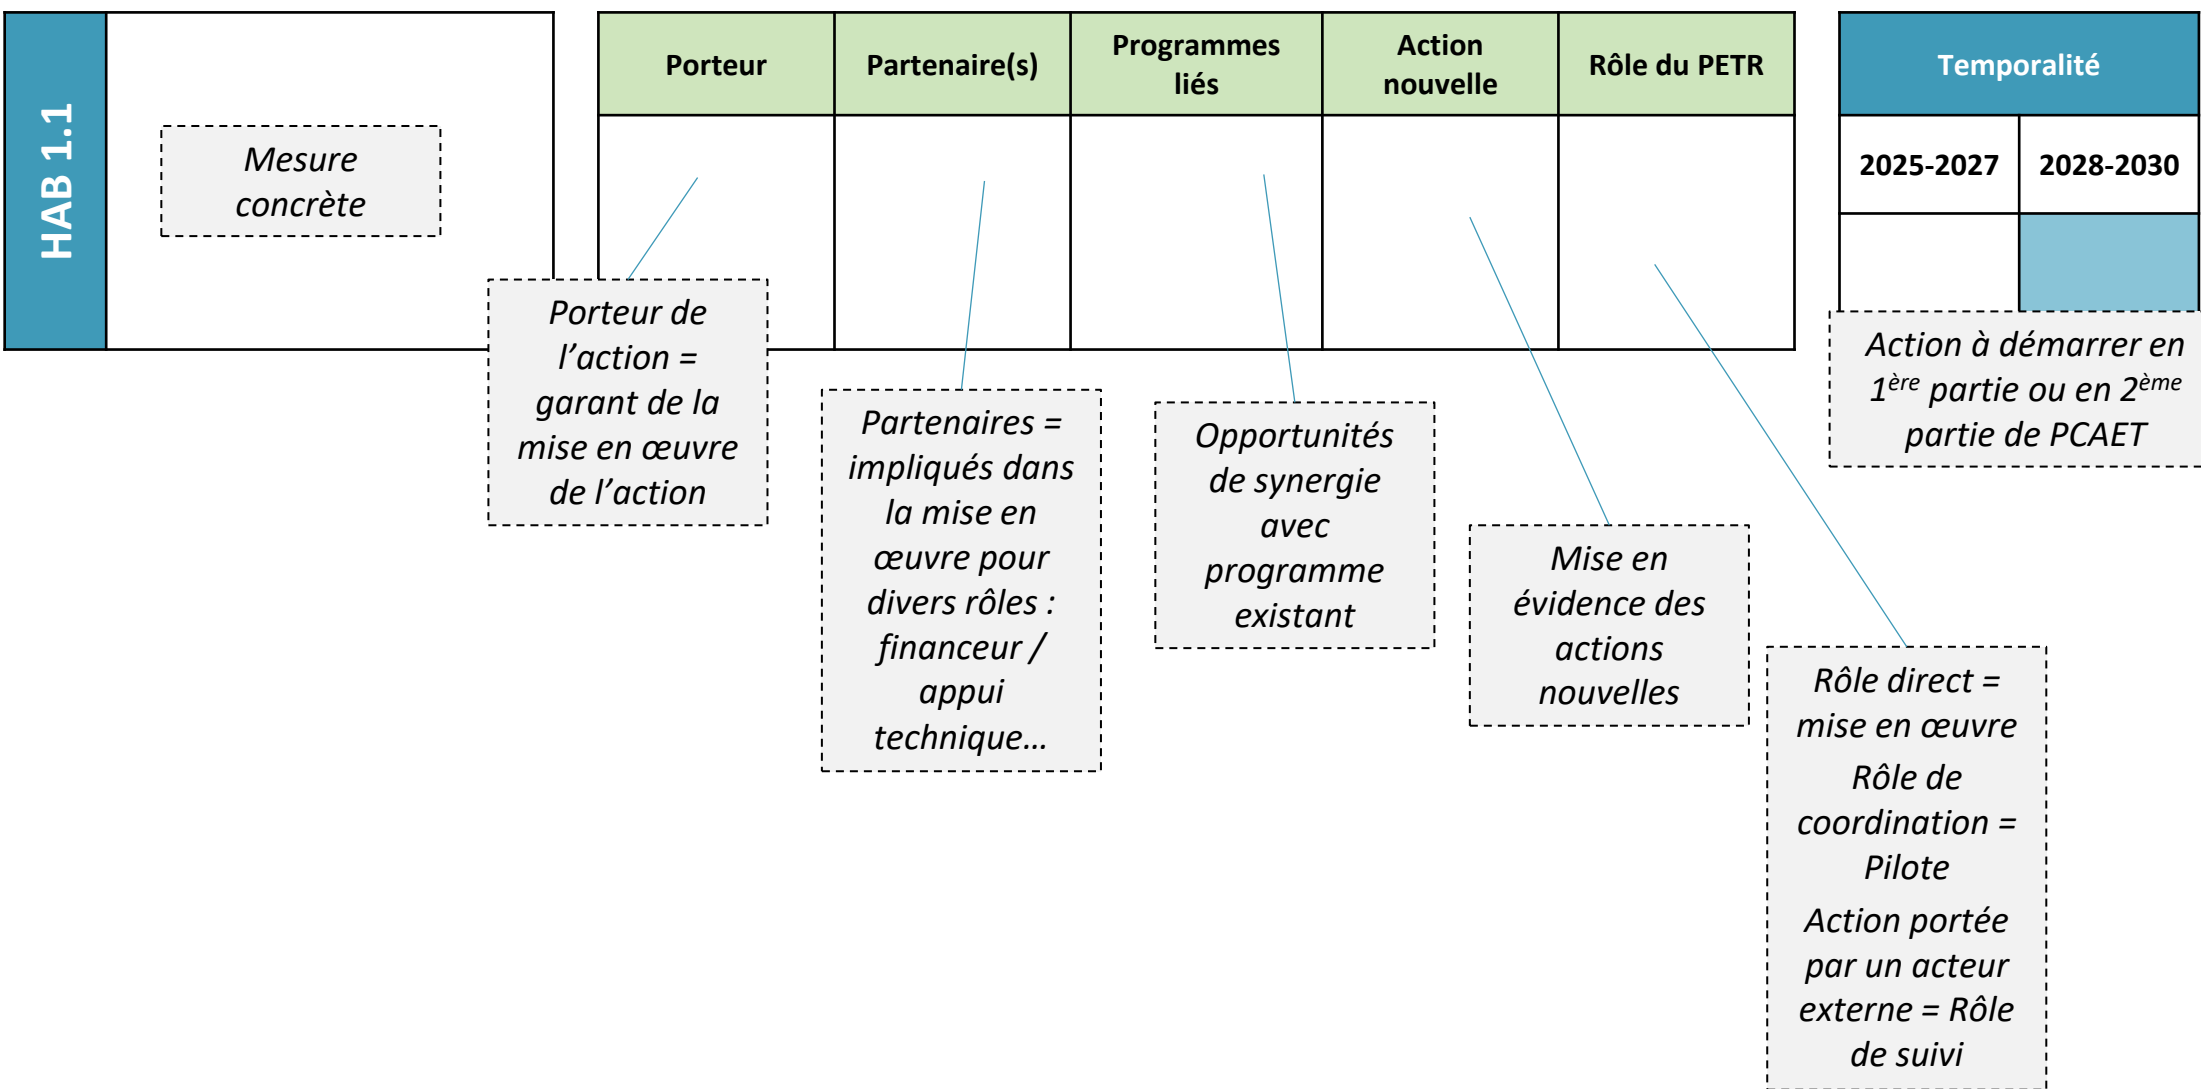 HAB 1.1
Mesure
concrète
Porteur
Partenaire(s)
Programmes
liés
Action
nouvelle
Rôle du PETR
Porteur de
l’action =
garant de la
mise en œuvre
de l’action
Partenaires =
impliqués dans
la mise en
œuvre pour
divers rôles :
financeur /
appui
technique…
Opportunités
de synergie
avec
programme
existant
Mise en
évidence des
actions
nouvelles
Rôle direct =
mise en œuvre
Rôle de
coordination =
Pilote
Action portée
par un acteur
externe = Rôle
de suivi
Temporalité
2025-2027
2028-2030
Action à démarrer en
1ère partie ou en 2ème
partie de PCAET